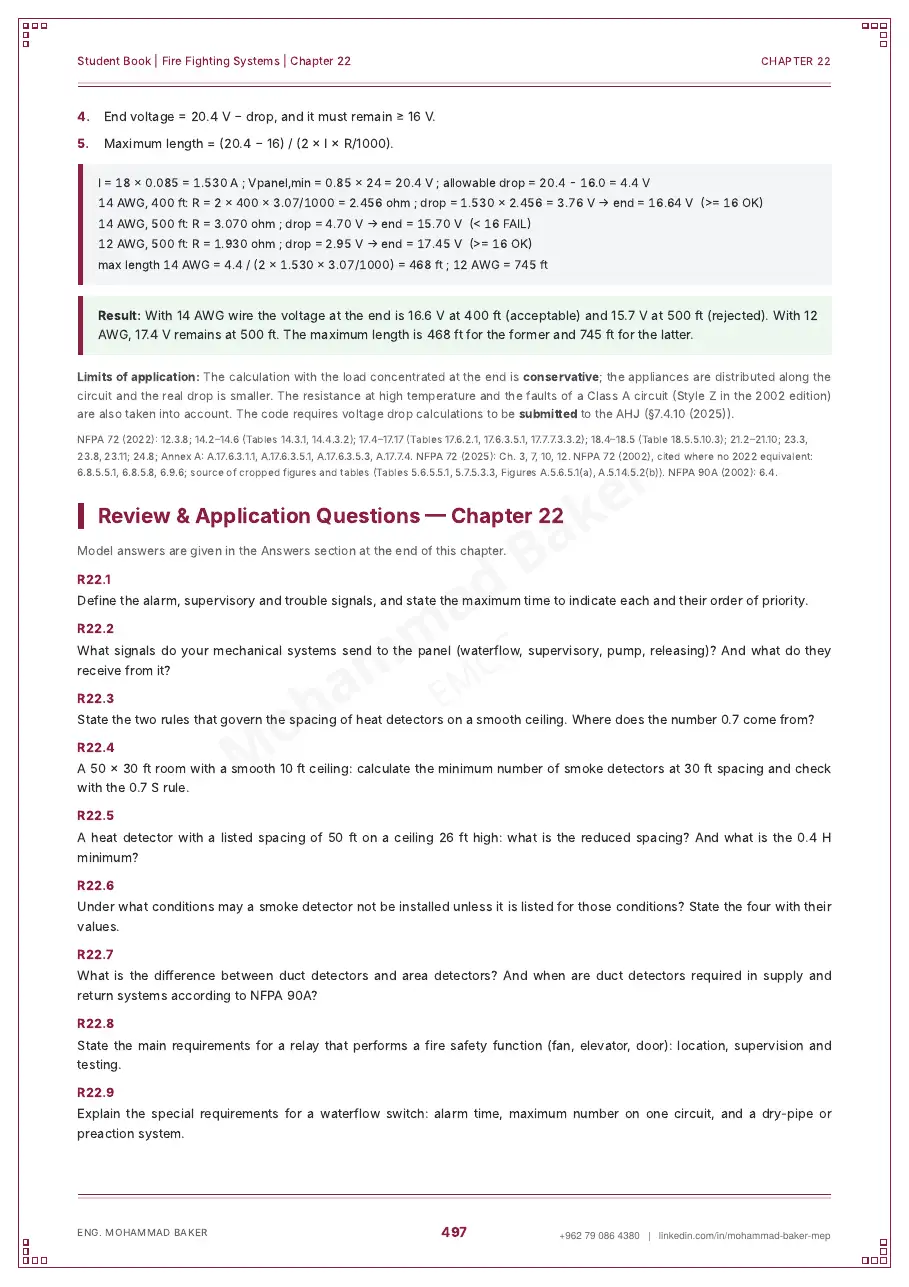 Student Book | Fire Fighting Systems | Chapter 22
CHAPTER 22
4. End voltage = 20.4 V − drop, and it must remain ≥ 16 V.
5. Maximum length = (20.4 − 16) / (2 × I × R/1000).
I = 18 × 0.085 = 1.530 A ; Vpanel,min = 0.85 × 24 = 20.4 V ; allowable drop = 20.4 - 16.0 = 4.4 V
14 AWG, 400 ft: R = 2 × 400 × 3.07/1000 = 2.456 ohm ; drop = 1.530 × 2.456 = 3.76 V → end = 16.64 V (>= 16 OK)
14 AWG, 500 ft: R = 3.070 ohm ; drop = 4.70 V → end = 15.70 V (< 16 FAIL)
12 AWG, 500 ft: R = 1.930 ohm ; drop = 2.95 V → end = 17.45 V (>= 16 OK)
max length 14 AWG = 4.4 / (2 × 1.530 × 3.07/1000) = 468 ft ; 12 AWG = 745 ft
Result: With 14 AWG wire the voltage at the end is 16.6 V at 400 ft (acceptable) and 15.7 V at 500 ft (rejected). With 12
AWG, 17.4 V remains at 500 ft. The maximum length is 468 ft for the former and 745 ft for the latter.
Limits of application: The calculation with the load concentrated at the end is conservative; the appliances are distributed along the
circuit and the real drop is smaller. The resistance at high temperature and the faults of a Class A circuit (Style Z in the 2002 edition)
are also taken into account. The code requires voltage drop calculations to be submitted to the AHJ (§7.4.10 (2025)).
NFPA 72 (2022): 12.3.8; 14.2–14.6 (Tables 14.3.1, 14.4.3.2); 17.4–17.17 (Tables 17.6.2.1, 17.6.3.5.1, 17.7.7.3.3.2); 18.4–18.5 (Table 18.5.5.10.3); 21.2–21.10; 23.3,
23.8, 23.11; 24.8; Annex A: A.17.6.3.1.1, A.17.6.3.5.1, A.17.6.3.5.3, A.17.7.4. NFPA 72 (2025): Ch. 3, 7, 10, 12. NFPA 72 (2002), cited where no 2022 equivalent:
6.8.5.5.1, 6.8.5.8, 6.9.6; source of cropped figures and tables (Tables 5.6.5.5.1, 5.7.5.3.3, Figures A.5.6.5.1(a), A.5.14.5.2(b)). NFPA 90A (2002): 6.4.
Review & Application Questions — Chapter 22
Model answers are given in the Answers section at the end of this chapter.
R22.1
Define the alarm, supervisory and trouble signals, and state the maximum time to indicate each and their order of priority.
R22.2
What signals do your mechanical systems send to the panel (waterflow, supervisory, pump, releasing)? And what do they
receive from it?
R22.3
State the two rules that govern the spacing of heat detectors on a smooth ceiling. Where does the number 0.7 come from?
R22.4
A 50 × 30 ft room with a smooth 10 ft ceiling: calculate the minimum number of smoke detectors at 30 ft spacing and check
with the 0.7 S rule.
R22.5
A heat detector with a listed spacing of 50 ft on a ceiling 26 ft high: what is the reduced spacing? And what is the 0.4 H
minimum?
R22.6
Under what conditions may a smoke detector not be installed unless it is listed for those conditions? State the four with their
values.
R22.7
What is the difference between duct detectors and area detectors? And when are duct detectors required in supply and
return systems according to NFPA 90A?
R22.8
State the main requirements for a relay that performs a fire safety function (fan, elevator, door): location, supervision and
testing.
R22.9
Explain the special requirements for a waterflow switch: alarm time, maximum number on one circuit, and a dry-pipe or
preaction system.
Mohammad Baker
EMCS
ENG. MOHAMMAD BAKER
497
+962 79 086 4380 | linkedin.com/in/mohammad-baker-mep